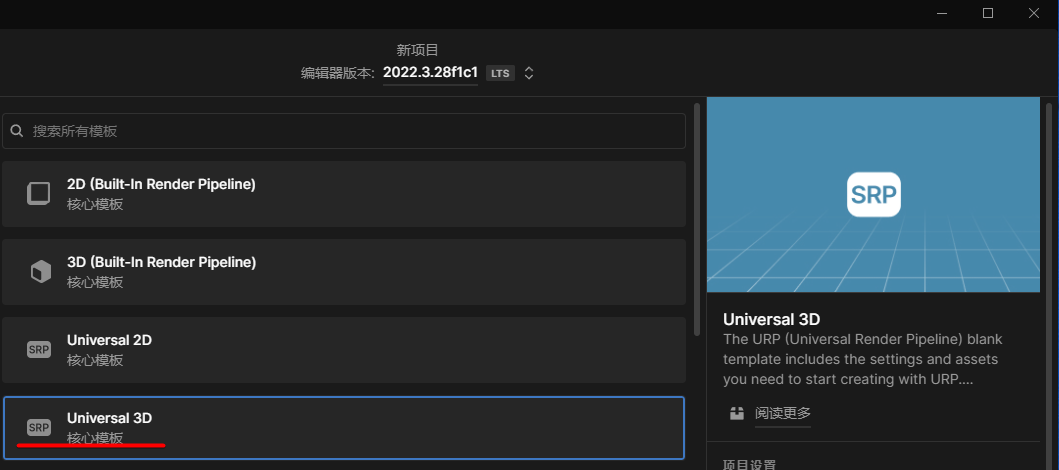 新项目
编辑器版本: 2022.3.28f1c1 LTS
搜索所有模板
2D (Built-In Render Pipeline)
核心模板
3D (Built-In Render Pipeline)
核心模板
SRP
Universal 2D
核心模板
SRP
Universal 3D
核心模板
SRP
Universal 3D
The URP (Universal Render Pipeline) blank
template includes the settings and assets
you need to start creating with URP....
阅读更多
项目设置